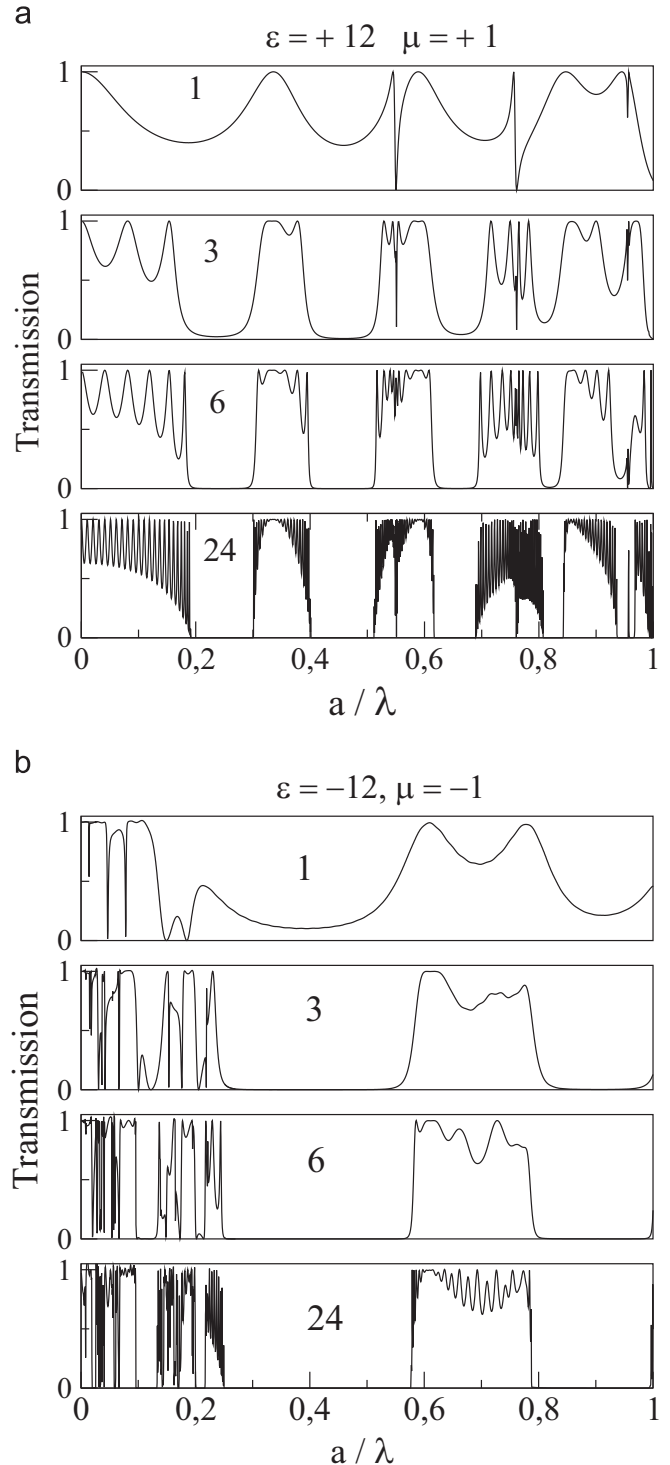 a
ε = + 12 μ = + 1
1
1
0
1
3
0
1
6
0
1
24
0
Transmission
0 0,2 0,4 0,6 0,8 1
a / λ
b
ε = −12, μ = −1
1
1
0
1
3
0
1
6
0
1
24
0
Transmission
0 0,2 0,4 0,6 0,8 1
a / λ